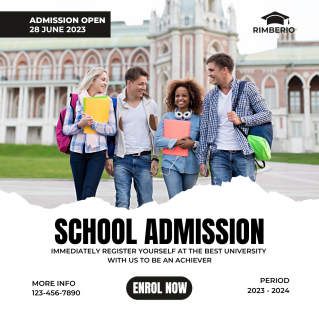 ADMISSION OPEN
28 JUNE 2023
RIMBERIO
SCHOOL ADMISSION
IMMEDIATELY REGISTER YOURSELF AT THE BEST UNIVERSITY
WITH US TO BE AN ACHIEVER
MORE INFO
123-456-7890
ENROL NOW
PERIOD
2023 - 2024